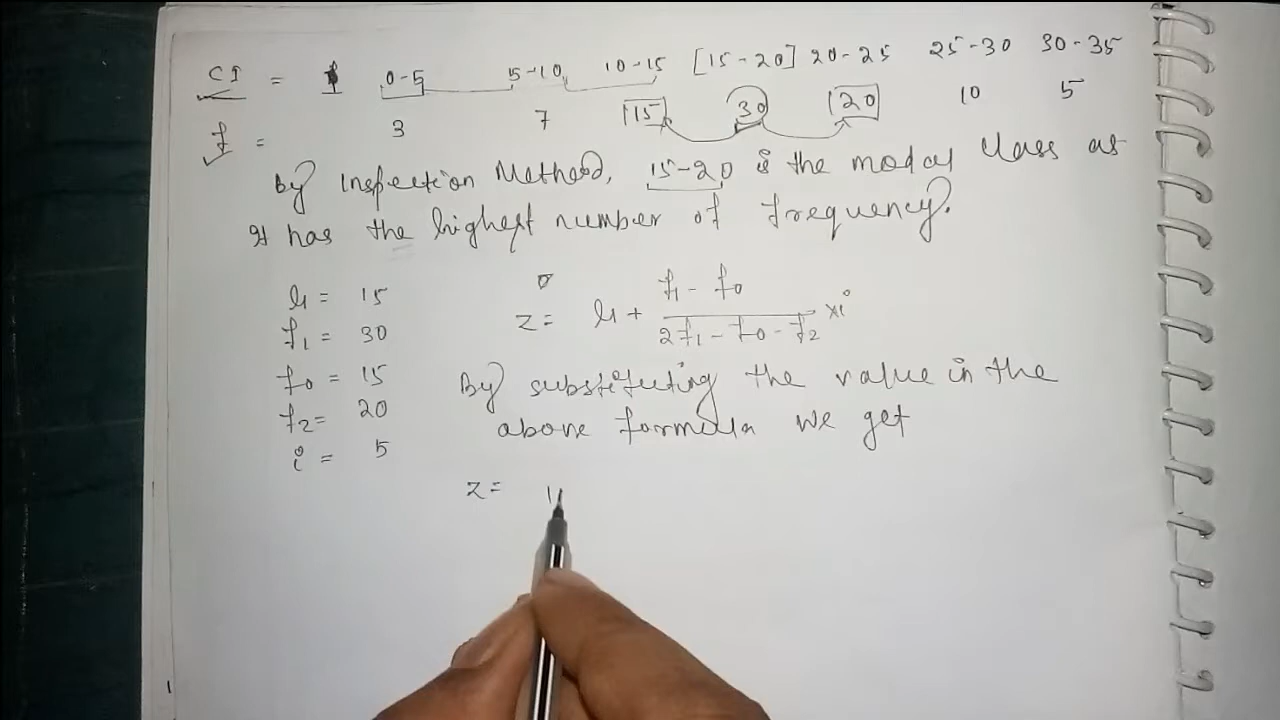 CI = 0-5 5-10 10-15 [15-20] 20-25 25-30 30-35
f = 3 7 15 30 20 10 5
By Inspection Method, 15-20 is the modal class as
It has the highest number of frequency.
l1 = 15
f1 = 30
f0 = 15
f2 = 20
i = 5
z = l1 + f1 - f0 / 2f1 - f0 - f2 × i
By substituting the value in the
above formula we get
z =